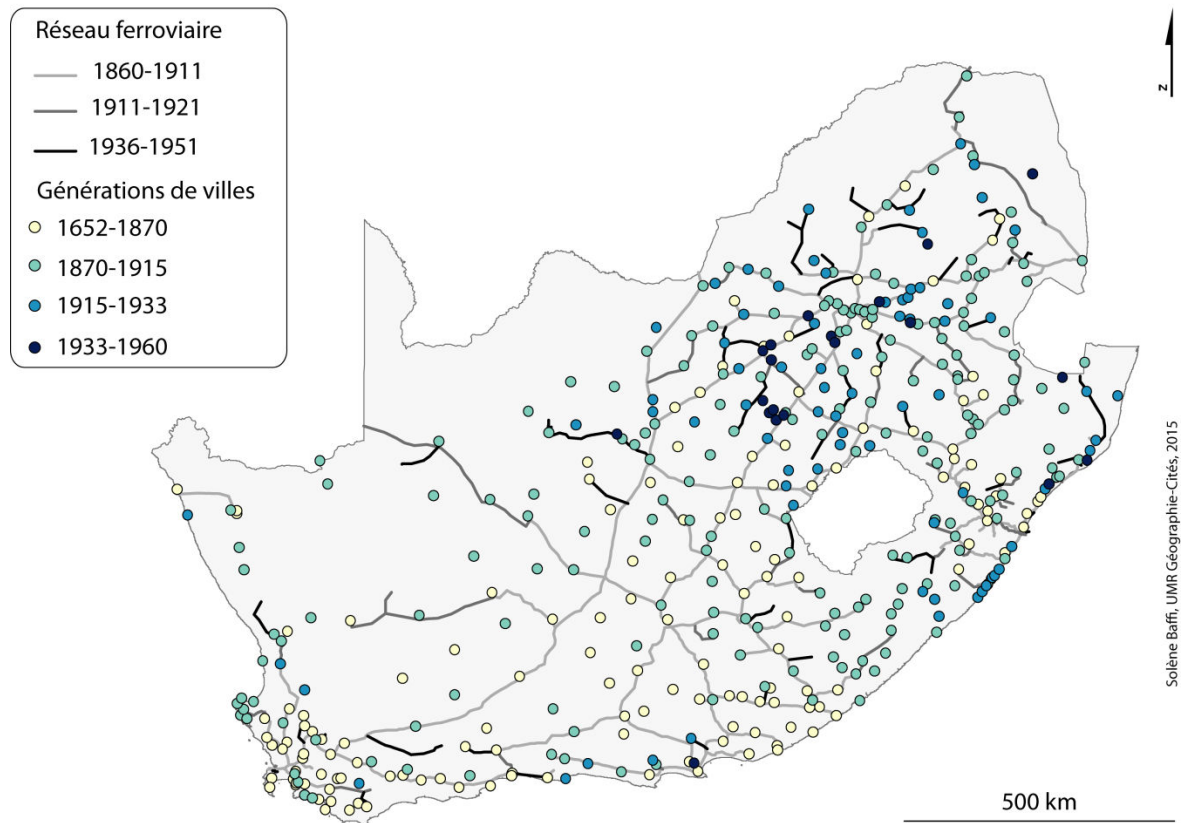 Réseau ferroviaire
1860-1911
1911-1921
1936-1951
Générations de villes
1652-1870
1870-1915
1915-1933
1933-1960
N
Solène Baffi, UMR Géographie-Cités, 2015
500 km